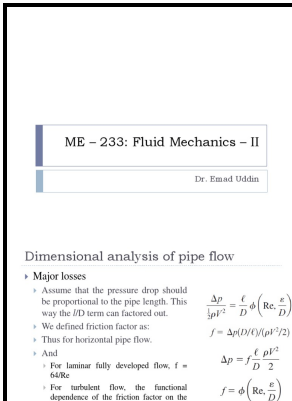 ME – 233: Fluid Mechanics – II
Dr. Emad Uddin
Dimensional analysis of pipe flow
Major losses
Assume that the pressure drop should
be proportional to the pipe length. This
way the l/D term can factored out.
We defined friction factor as:
Thus for horizontal pipe flow.
And
For laminar fully developed flow, f =
64/Re
For turbulent flow, the functional
dependence of the friction factor on the
Δp / ½ρV² = ℓ/D ϕ(Re, ε/D)
f = Δp(D/ℓ)/(ρV²/2)
Δp = f ℓ/D ρV²/2
f = ϕ(Re, ε/D)